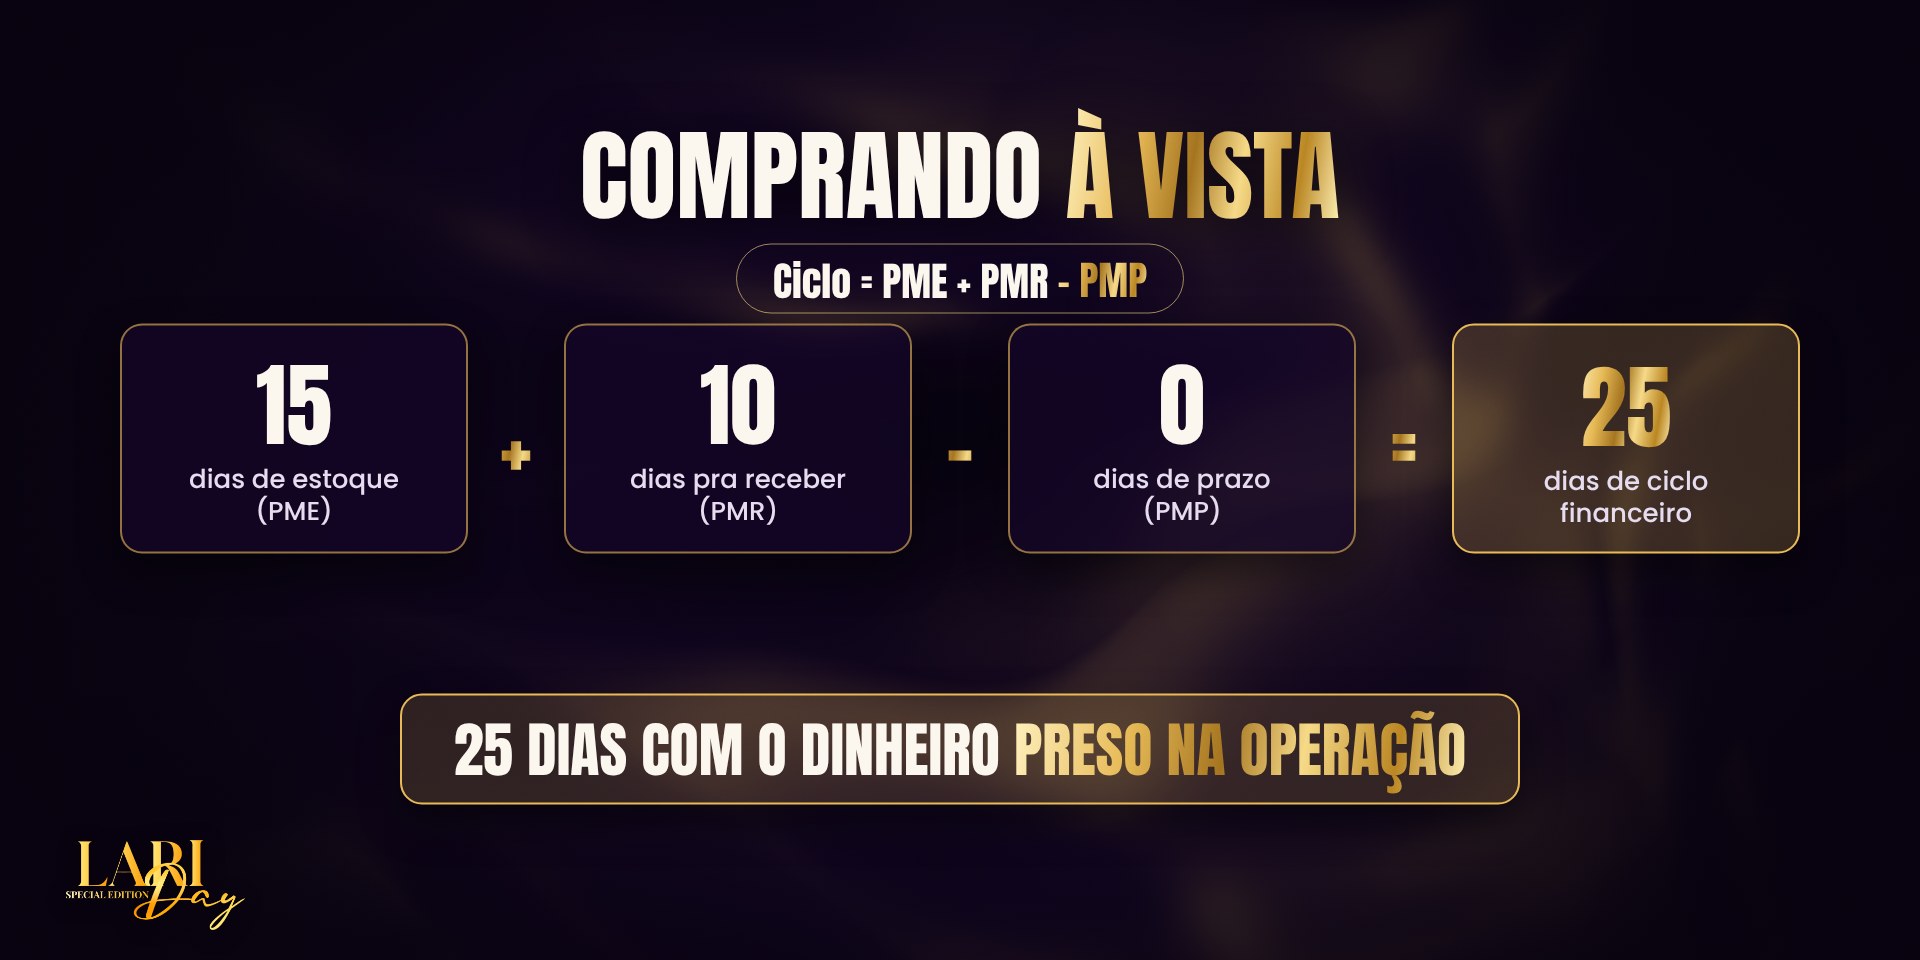 COMPRANDO À VISTA
Ciclo = PME + PMR - PMP
15
dias de estoque
(PME)
+
10
dias pra receber
(PMR)
-
0
dias de prazo
(PMP)
=
25
dias de ciclo
financeiro
25 DIAS COM O DINHEIRO PRESO NA OPERAÇÃO
LABI
SPECIAL EDITION
Day